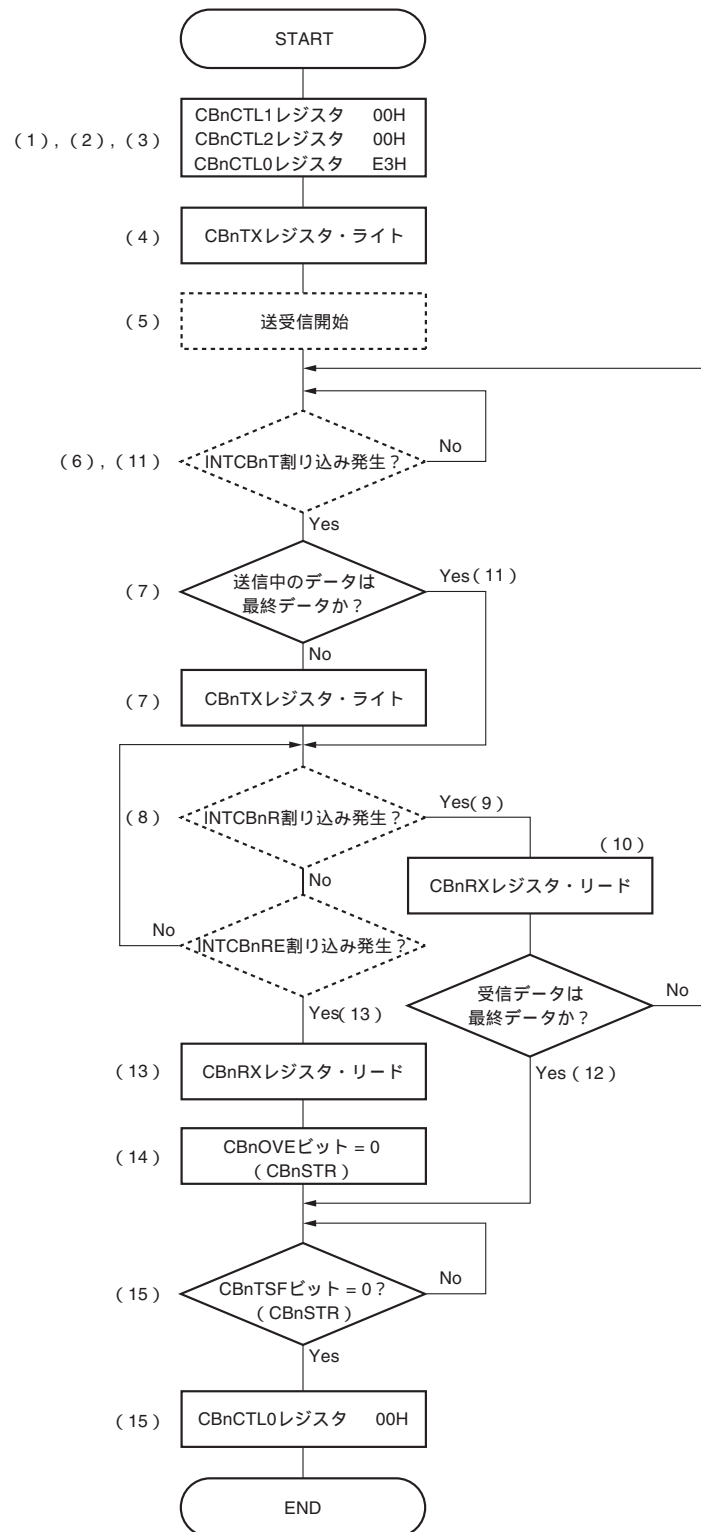 START
CBnCTL1レジスタ 00H
(1),(2),(3) CBnCTL2レジスタ 00H
CBnCTL0レジスタ E3H
(4) CBnTXレジスタ・ライト
(5) 送受信開始
(6),(11) INTCBnT割り込み発生? No
Yes
(7) 送信中のデータは Yes(11)
最終データか?
No
(7) CBnTXレジスタ・ライト
(8) INTCBnR割り込み発生? Yes(9)
No
(10)
CBnRXレジスタ・リード
No INTCBnRE割り込み発生?
Yes(13)
受信データは No
最終データか?
Yes(12)
(13) CBnRXレジスタ・リード
(14) CBnOVEビット = 0
(CBnSTR)
(15) CBnTSFビット = 0? No
(CBnSTR)
Yes
(15) CBnCTL0レジスタ 00H
END